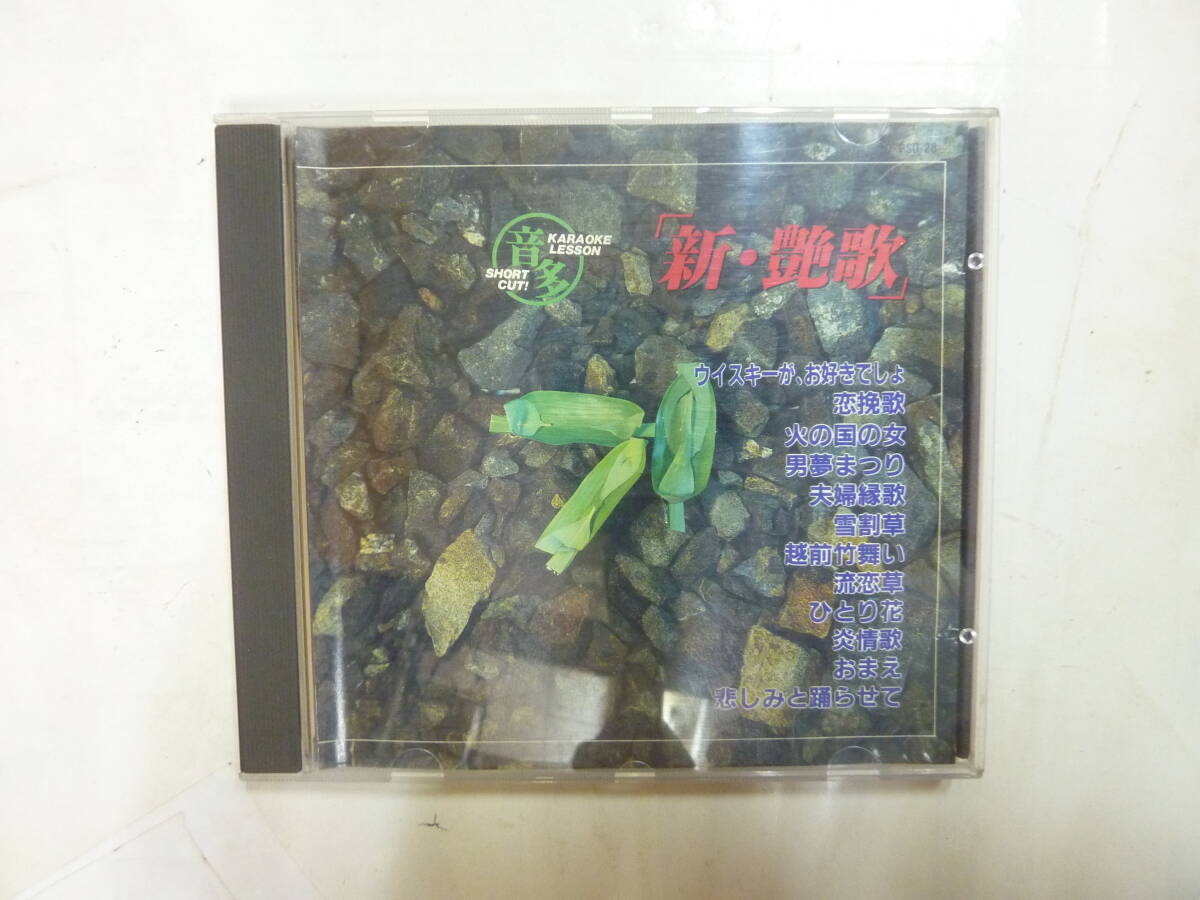 PSD-28
音多
KARAOKE
LESSON
SHORT
CUT!
「新・艶歌」
ウイスキーが、お好きでしょ
恋挽歌
火の国の女
男夢まつり
夫婦縁歌
雪割草
越前竹舞い
流恋草
ひとり花
炎情歌
おまえ
悲しみと踊らせて